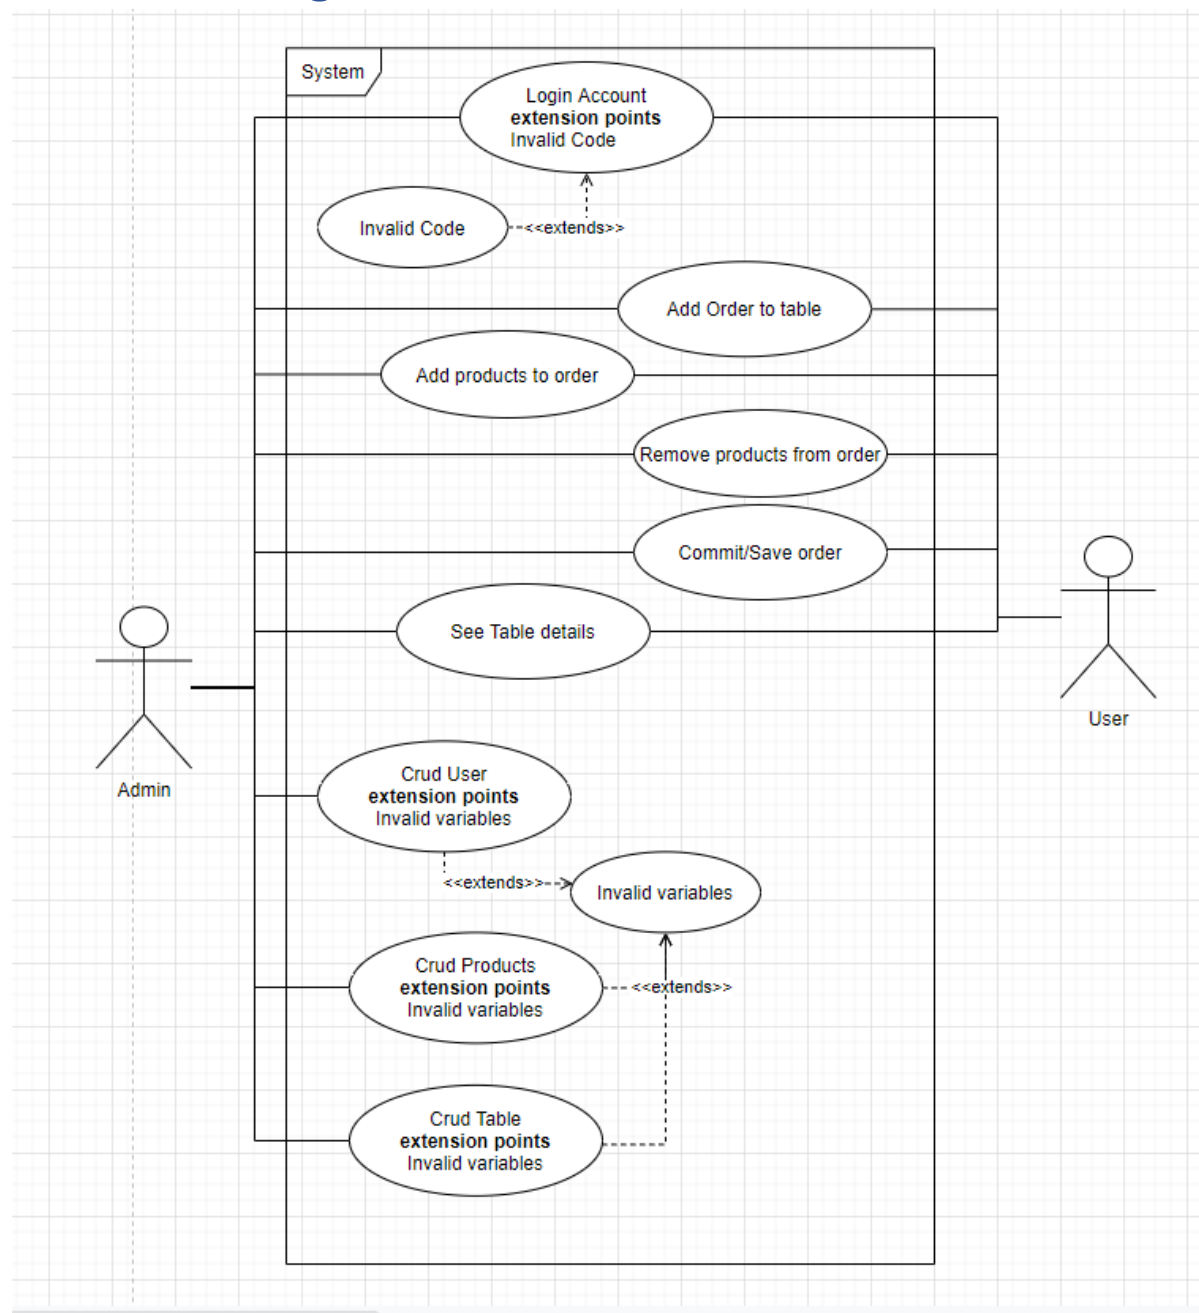 System
Login Account
extension points
Invalid Code
Invalid Code
<<extends>>
Add Order to table
Add products to order
Remove products from order
Commit/Save order
See Table details
Admin
User
Crud User
extension points
Invalid variables
<<extends>>
Invalid variables
Crud Products
extension points
Invalid variables
<<extends>>
Crud Table
extension points
Invalid variables